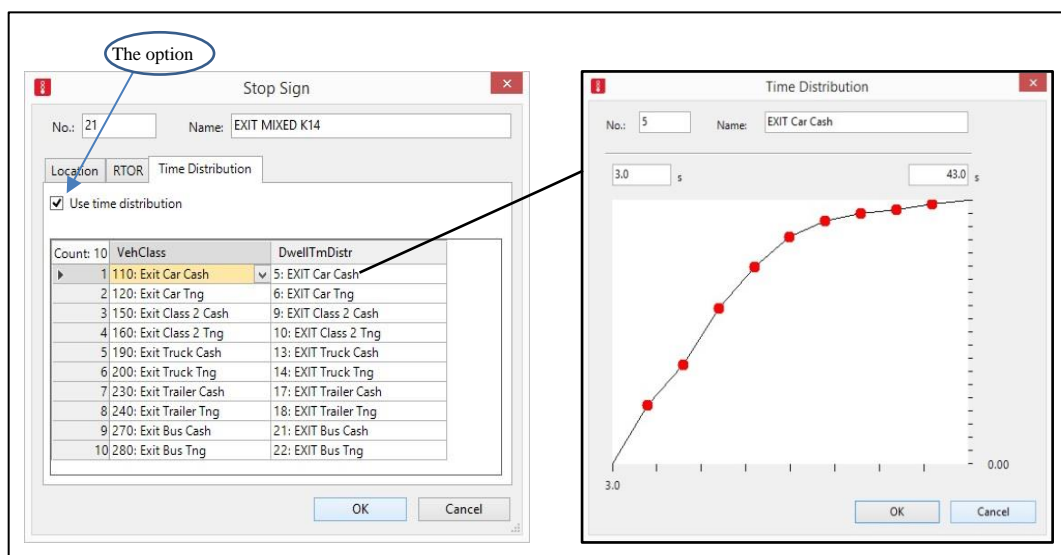 The option
Stop Sign
No.: 21 Name: EXIT MIXED K14
Location RTOR Time Distribution
Use time distribution
Count: 10 VehClass DwellTmDistr
1 110: Exit Car Cash 5: EXIT Car Cash
2 120: Exit Car Tng 6: EXIT Car Tng
3 150: Exit Class 2 Cash 9: EXIT Class 2 Cash
4 160: Exit Class 2 Tng 10: EXIT Class 2 Tng
5 190: Exit Truck Cash 13: EXIT Truck Cash
6 200: Exit Truck Tng 14: EXIT Truck Tng
7 230: Exit Trailer Cash 17: EXIT Trailer Cash
8 240: Exit Trailer Tng 18: EXIT Trailer Tng
9 270: Exit Bus Cash 21: EXIT Bus Cash
10 280: Exit Bus Tng 22: EXIT Bus Tng
OK Cancel
Time Distribution
No.: 5 Name: EXIT Car Cash
3.0 s 43.0 s
0.00
3.0
OK Cancel